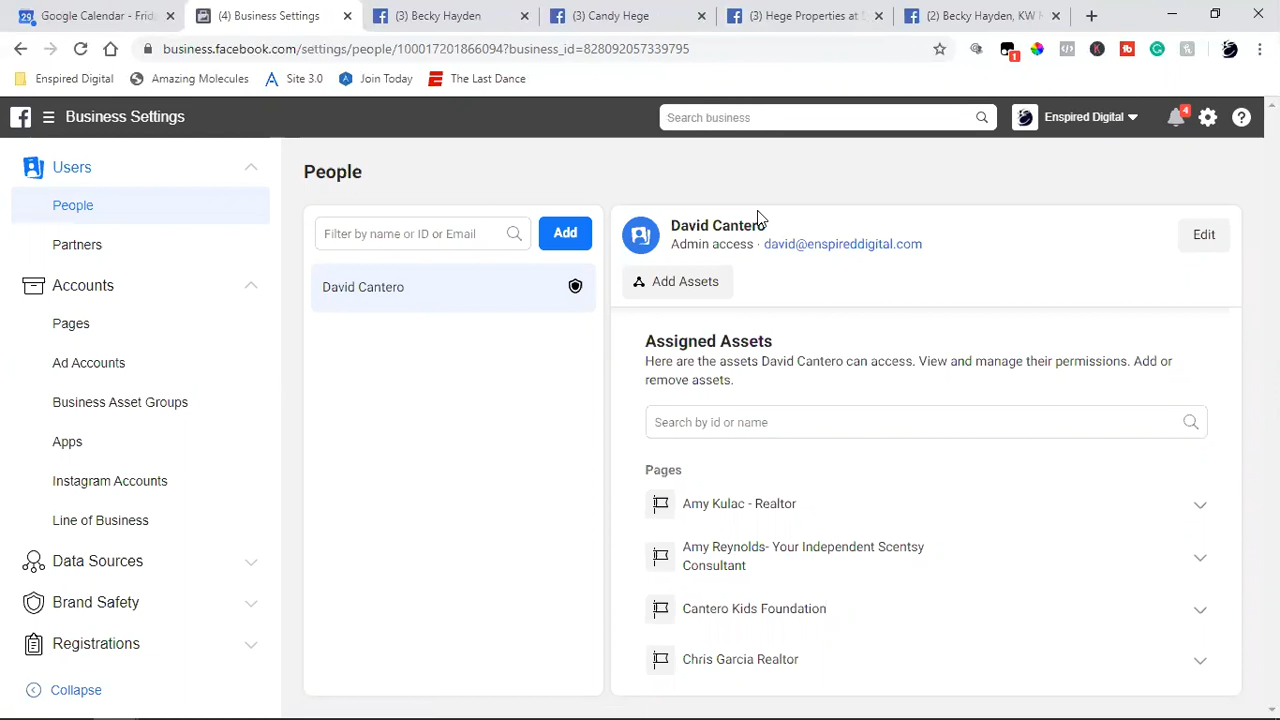 29 Google Calendar - Frid
(4) Business Settings
(3) Becky Hayden
(3) Candy Hege
(3) Hege Properties at
(2) Becky Hayden, KW
business.facebook.com/settings/people/100017201866094?business_id=828092057339795
1
Enspired Digital
Amazing Molecules
Site 3.0
Join Today
The Last Dance
Business Settings
Search business
Enspired Digital
4
Users
People
Partners
Accounts
Pages
Ad Accounts
Business Asset Groups
Apps
Instagram Accounts
Line of Business
Data Sources
Brand Safety
Registrations
Collapse
People
Filter by name or ID or Email
Add
David Cantero
David Cantero
Admin access · david@enspireddigital.com
Edit
Add Assets
Assigned Assets
Here are the assets David Cantero can access. View and manage their permissions. Add or
remove assets.
Search by id or name
Pages
Amy Kulac - Realtor
Amy Reynolds- Your Independent Scentsy
Consultant
Cantero Kids Foundation
Chris Garcia Realtor